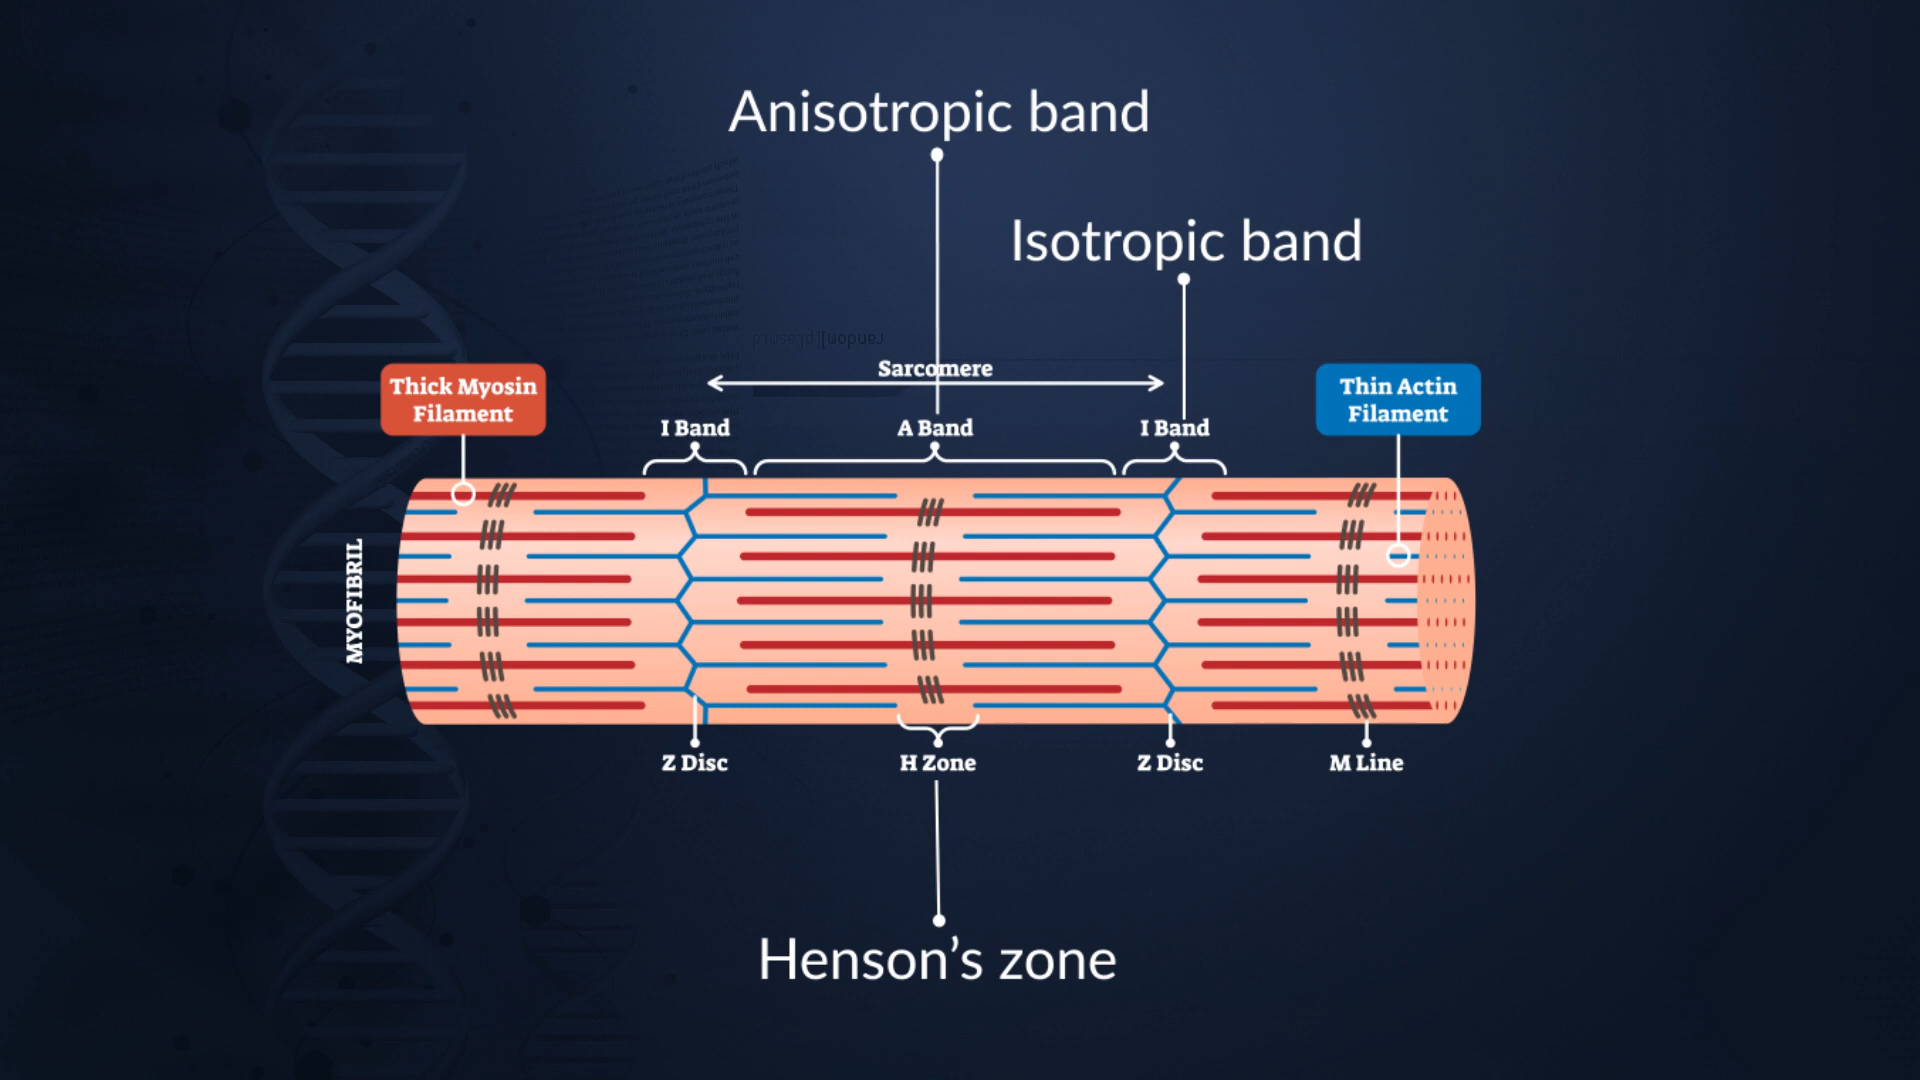 Anisotropic band
Isotropic band
Sarcomere
Thick Myosin
Filament
Thin Actin
Filament
I Band
A Band
I Band
MYOFIBRIL
Z Disc
H Zone
Z Disc
M Line
Henson's zone